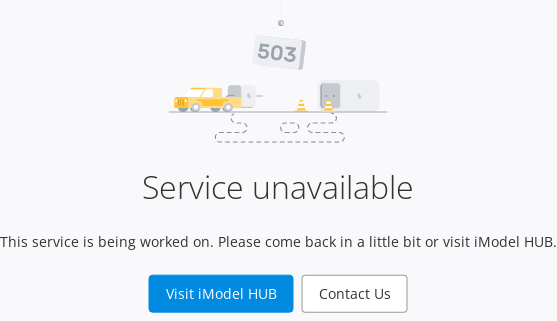 503
Service unavailable
This service is being worked on. Please come back in a little bit or visit iModel HUB.
Visit iModel HUB
Contact Us